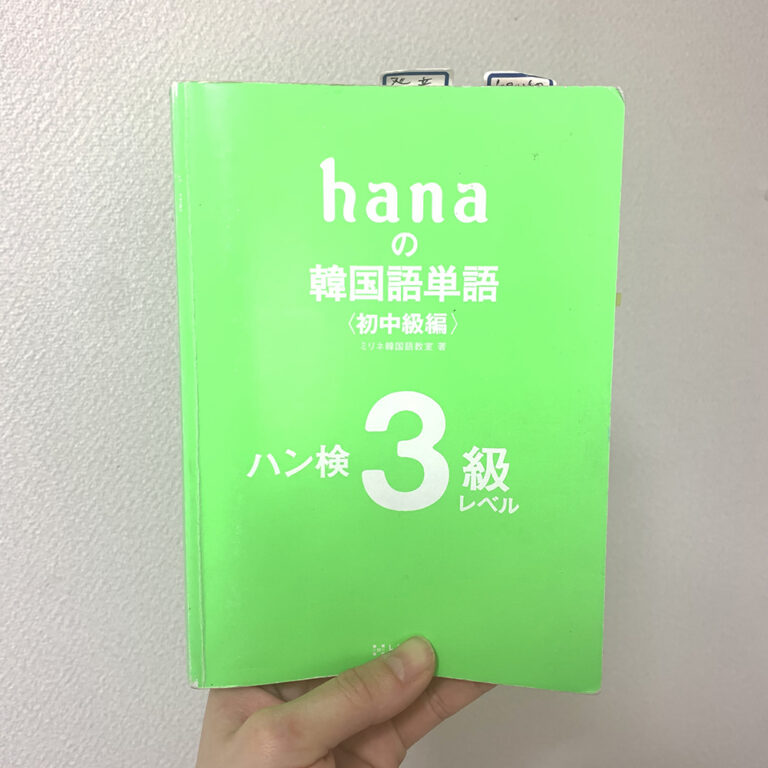 hana
の
韓国語単語
〈初中級編〉
ミリネ韓国語教室 著
ハン検3級
レベル